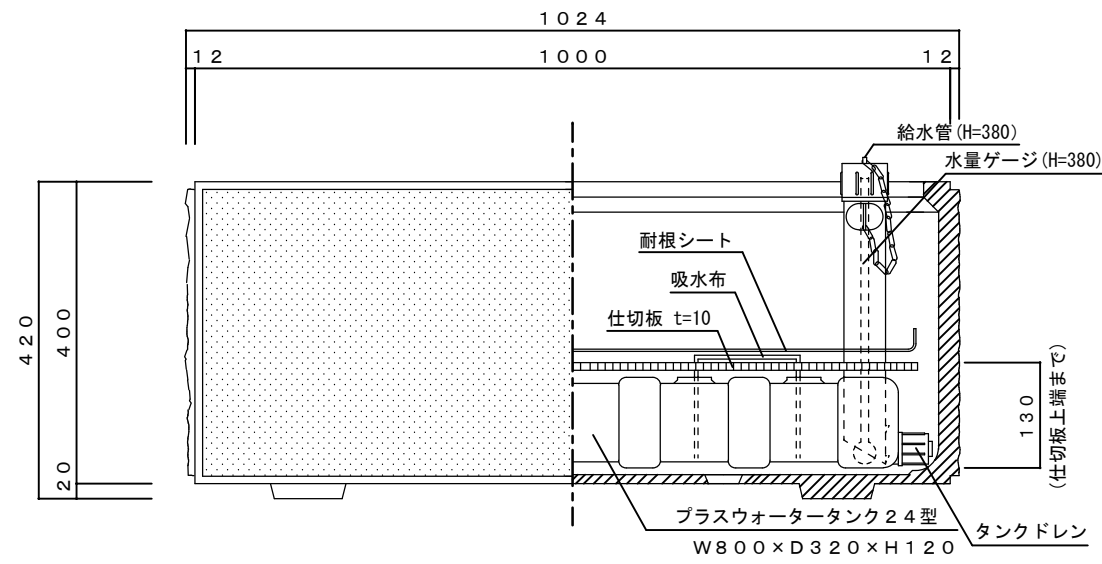 １０２４
１２
１０００
１２
給水管(H=380)
水量ゲージ(H=380)
耐根シート
吸水布
仕切板 t=10
４２０
４００
２０
１３０
(仕切板上端まで)
プラスウォータータンク２４型
Ｗ８００×Ｄ３２０×Ｈ１２０
タンクドレン